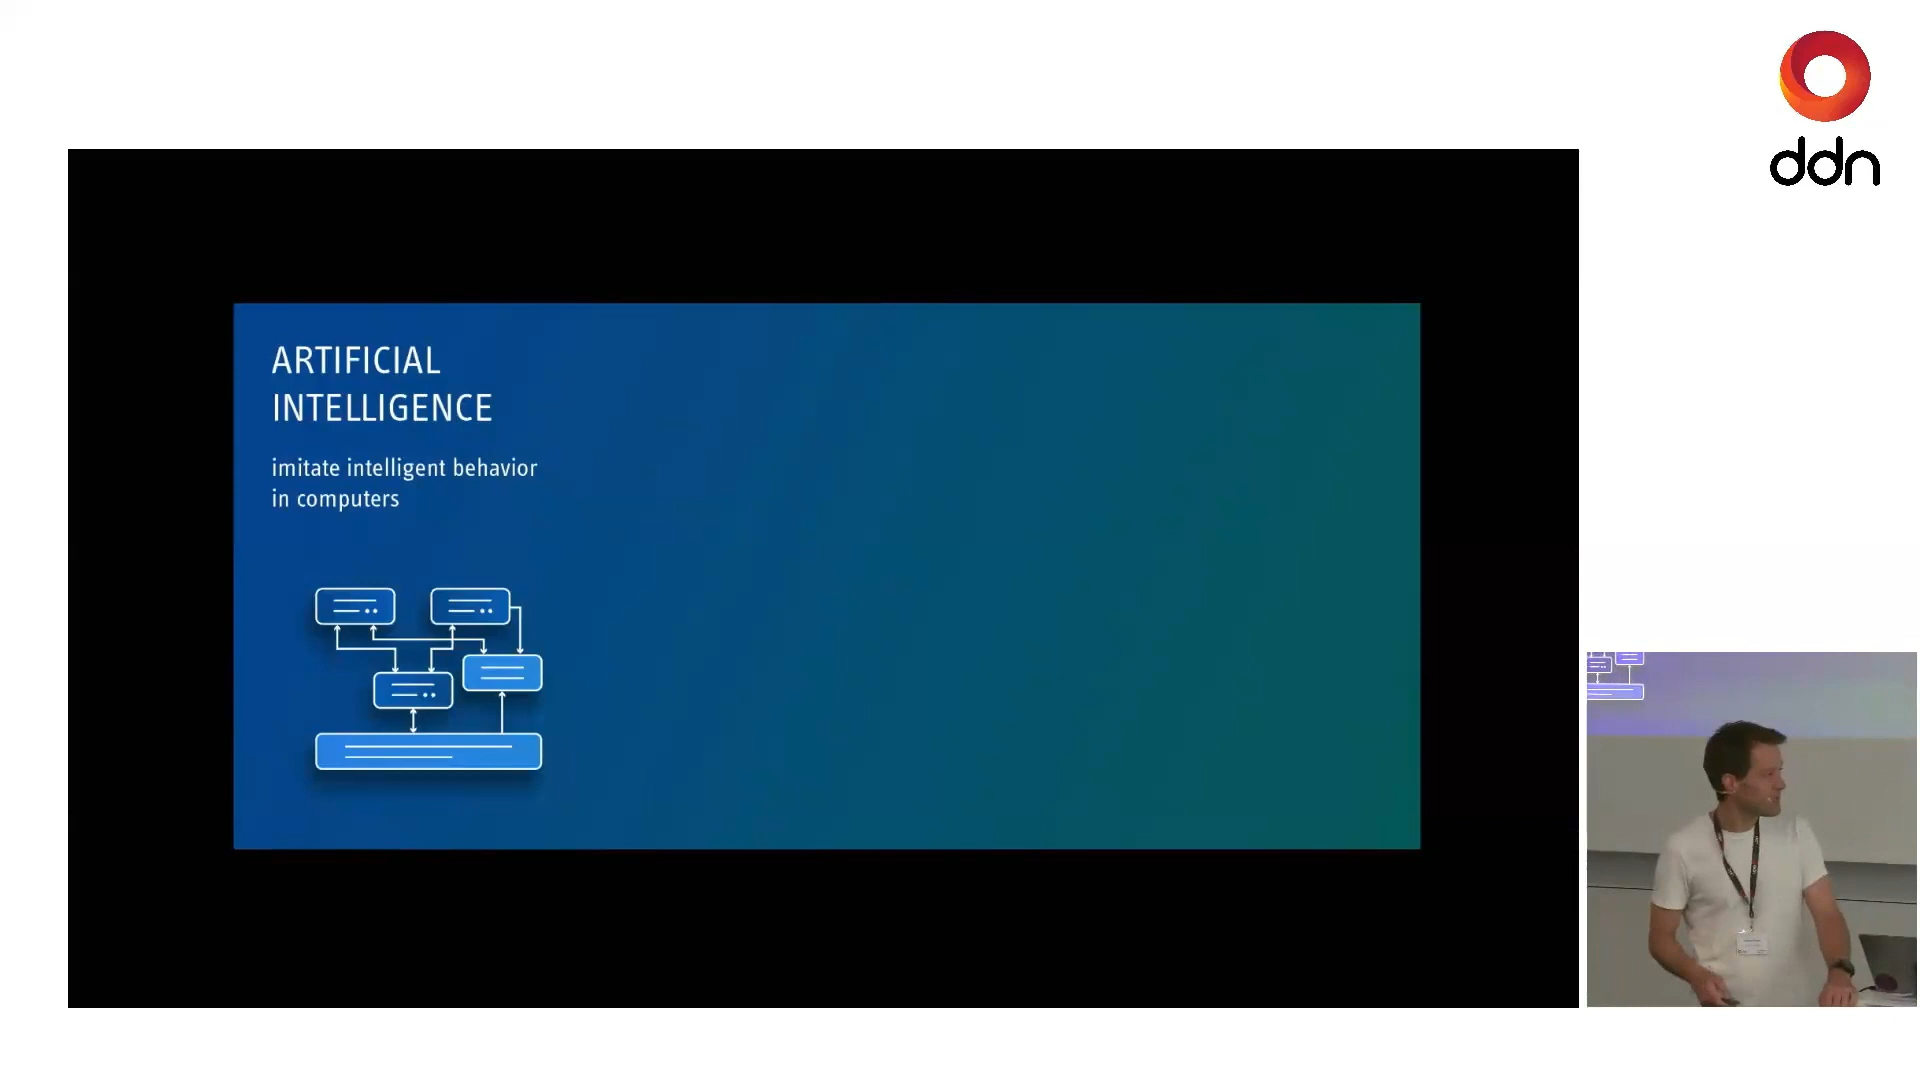 ddn
ARTIFICIAL
INTELLIGENCE
imitate intelligent behavior
in computers